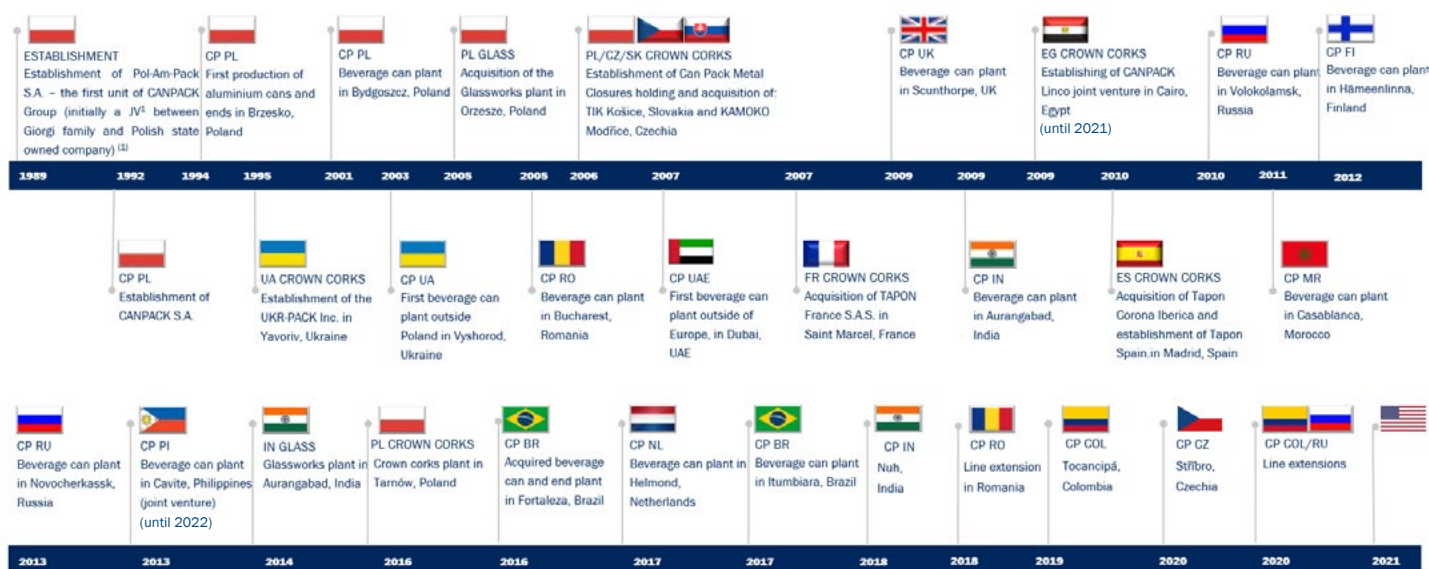 ESTABLISHMENT
Establishment of Pol-Am-Pack
S.A. – the first unit of CANPACK
Group (initially a JV¹ between
Giorgi family and Polish state
owned company) (1)
CP PL
First production of
aluminium cans and
ends in Brzesko,
Poland
CP PL
Beverage can plant
in Bydgoszcz, Poland
PL GLASS
Acquisition of the
Glassworks plant in
Orzesze, Poland
PL/CZ/SK CROWN CORKS
Establishment of Can Pack Metal
Closures holding and acquisition of:
TIK Košice, Slovakia and KAMOKO
Modřice, Czechia
CP UK
Beverage can plant
in Scunthorpe, UK
EG CROWN CORKS
Establishing of CANPACK
Linco joint venture in Cairo,
Egypt
(until 2021)
CP RU
Beverage can plant
in Volokolamsk,
Russia
CP FI
Beverage can plant
in Hämeenlinna,
Finland
1989 1992 1994 1995 2001 2003 2005 2005 2006 2007 2007 2009 2009 2009 2010 2010 2011 2012
CP PL
Establishment of
CANPACK S.A.
UA CROWN CORKS
Establishment of the
UKR-PACK Inc. in
Yavoriv, Ukraine
CP UA
First beverage can
plant outside
Poland in Vyshorod,
Ukraine
CP RO
Beverage can plant
in Bucharest,
Romania
CP UAE
First beverage can
plant outside of
Europe, in Dubai,
UAE
FR CROWN CORKS
Acquisition of TAPON
France S.A.S. in
Saint Marcel, France
CP IN
Beverage can plant
in Aurangabad,
India
ES CROWN CORKS
Acquisition of Tapon
Corona Iberica and
establishment of Tapon
Spain.in Madrid, Spain
CP MR
Beverage can plant
in Casablanca,
Morocco
CP RU
Beverage can plant
in Novocherkassk,
Russia
CP PI
Beverage can plant
in Cavite, Philippines
(joint venture)
(until 2022)
IN GLASS
Glassworks plant in
Aurangabad, India
PL CROWN CORKS
Crown corks plant in
Tarnów, Poland
CP BR
Acquired beverage
can and end plant
in Fortaleza, Brazil
CP NL
Beverage can plant in
Helmond,
Netherlands
CP BR
Beverage can plant
in Itumbiara, Brazil
CP IN
Nuh,
India
CP RO
Line extension
in Romania
CP COL
Tocancipá,
Colombia
CP CZ
Stříbro,
Czechia
CP COL/RU
Line extensions
2013 2013 2014 2016 2016 2017 2017 2018 2018 2019 2020 2020 2021